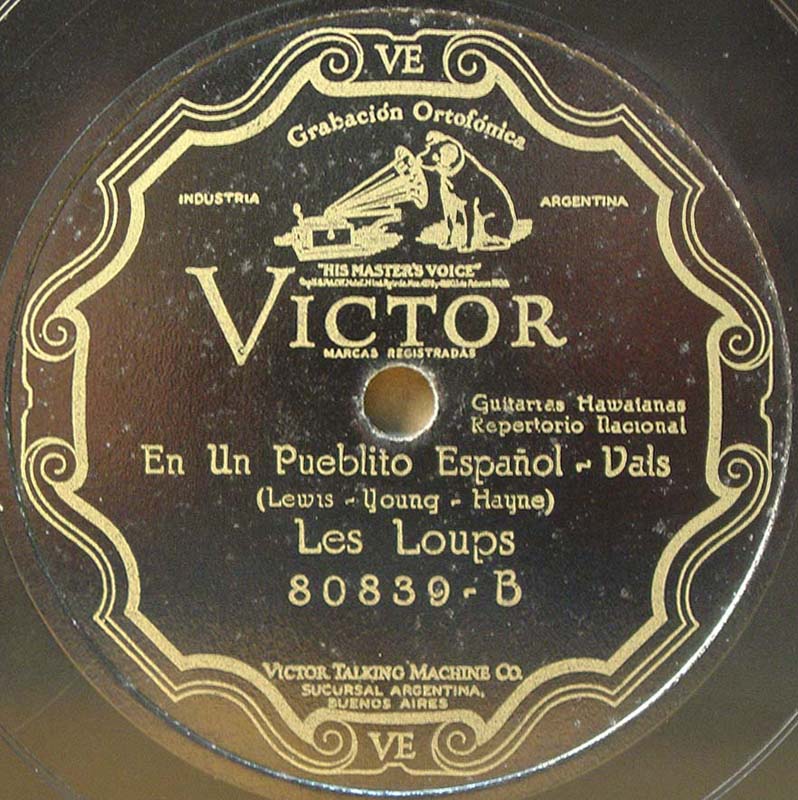 VE
Grabación Ortofónica
INDUSTRIA ARGENTINA
"HIS MASTER'S VOICE"
VICTOR
MARCAS REGISTRADAS
Guitarras Hawaianas
Repertorio Nacional
En Un Pueblito Español - Vals
(Lewis - Young - Hayne)
Les Loups
80839-B
VICTOR TALKING MACHINE CO.
SUCURSAL ARGENTINA,
BUENOS AIRES
VE